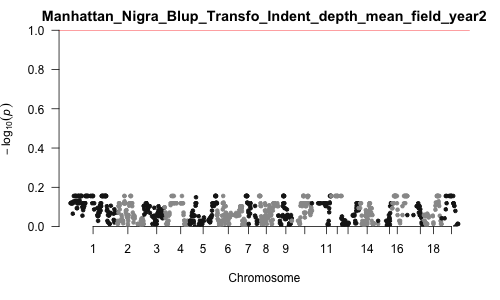 Manhattan_Nigra_Blup_Transfo_Indent_depth_mean_field_year2
1.0
0.8
0.6
0.4
0.2
0.0
− log₁₀(p)
1 2 3 4 5 6 7 8 9 11 14 16 18
Chromosome